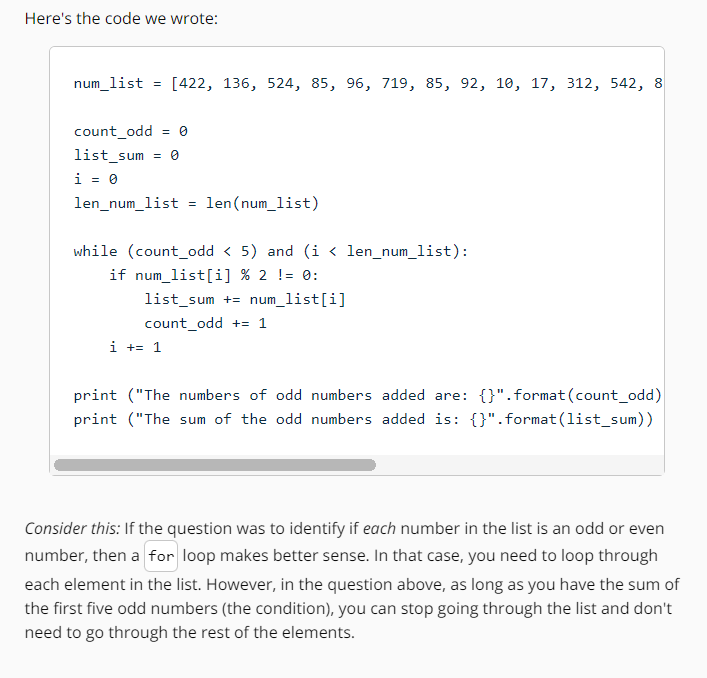 Here's the code we wrote:
num_list = [422, 136, 524, 85, 96, 719, 85, 92, 10, 17, 312, 542, 8
count_odd = 0
list_sum = 0
i = 0
len_num_list = len(num_list)
while (count_odd < 5) and (i < len_num_list):
    if num_list[i] % 2 != 0:
        list_sum += num_list[i]
        count_odd += 1
    i += 1
print ("The numbers of odd numbers added are: {}".format(count_odd)
print ("The sum of the odd numbers added is: {}".format(list_sum))
Consider this: If the question was to identify if each number in the list is an odd or even
number, then a for loop makes better sense. In that case, you need to loop through
each element in the list. However, in the question above, as long as you have the sum of
the first five odd numbers (the condition), you can stop going through the list and don't
need to go through the rest of the elements.